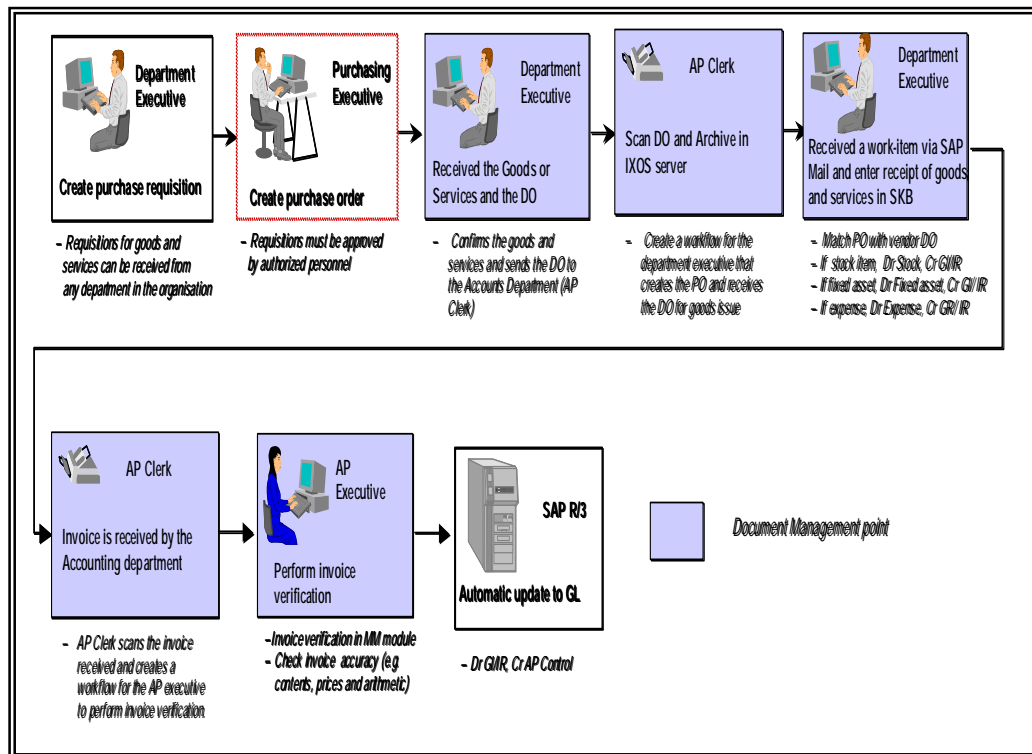 Department
Executive
Create purchase requisition
– Requisitions for goods and
services can be received from
any department in the organisation
Purchasing
Executive
Create purchase order
– Requisitions must be approved
by authorized personnel
Department
Executive
Received the Goods or
Services and the DO
– Confirms the goods and
services and sends the DO to
the Accounts Department (AP
Clerk)
AP Clerk
Scan DO and Archive in
IXOS server
– Create a workflow for the
department executive that
creates the PO and receives
the DO for goods issue
Department
Executive
Received a work-item via SAP
Mail and enter receipt of goods
and services in SKB
– Match PO with vendor DO
– If stock item, Dr Stock, Cr GI/IR
– If fixed asset, Dr Fixed asset, Cr GI/ IR
– If expense, Dr Expense, Cr GR/ IR
AP Clerk
Invoice is received by the
Accounting department
– AP Clerk scans the invoice
received and creates a
workflow for the AP executive
to perform invoice verification.
AP
Executive
Perform invoice
verification
– Invoice verification in MM module
– Check invoice accuracy (e.g.
contents, prices and arithmetic)
SAP R/3
Automatic update to GL
– Dr GI/IR, Cr AP Control
Document Management point